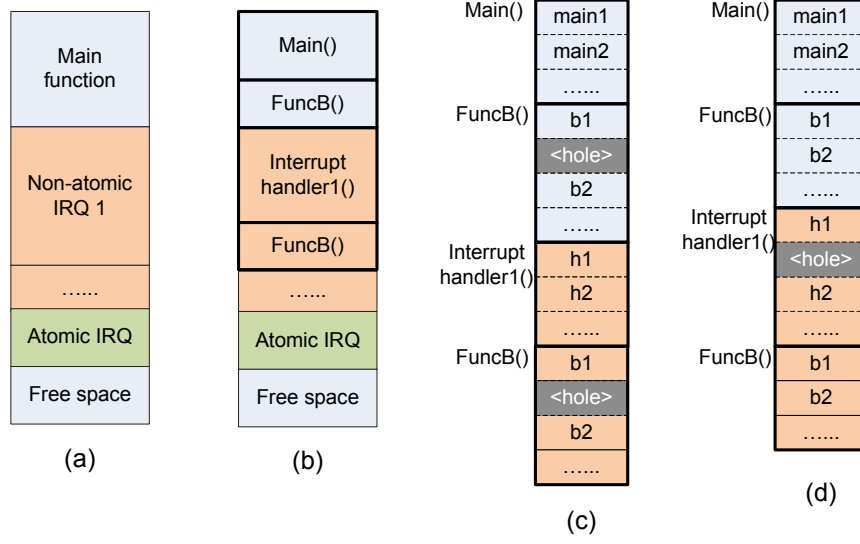 Main
function
Non-atomic
IRQ 1
…...
Atomic IRQ
Free space
(a)
Main()
FuncB()
Interrupt
handler1()
FuncB()
…...
Atomic IRQ
Free space
(b)
Main()
main1
main2
…...
FuncB()
b1
<hole>
b2
…...
Interrupt
handler1()
h1
h2
…...
FuncB()
b1
<hole>
b2
…...
(c)
Main()
main1
main2
…...
FuncB()
b1
b2
…...
Interrupt
handler1()
h1
<hole>
h2
…...
FuncB()
b1
b2
…...
(d)